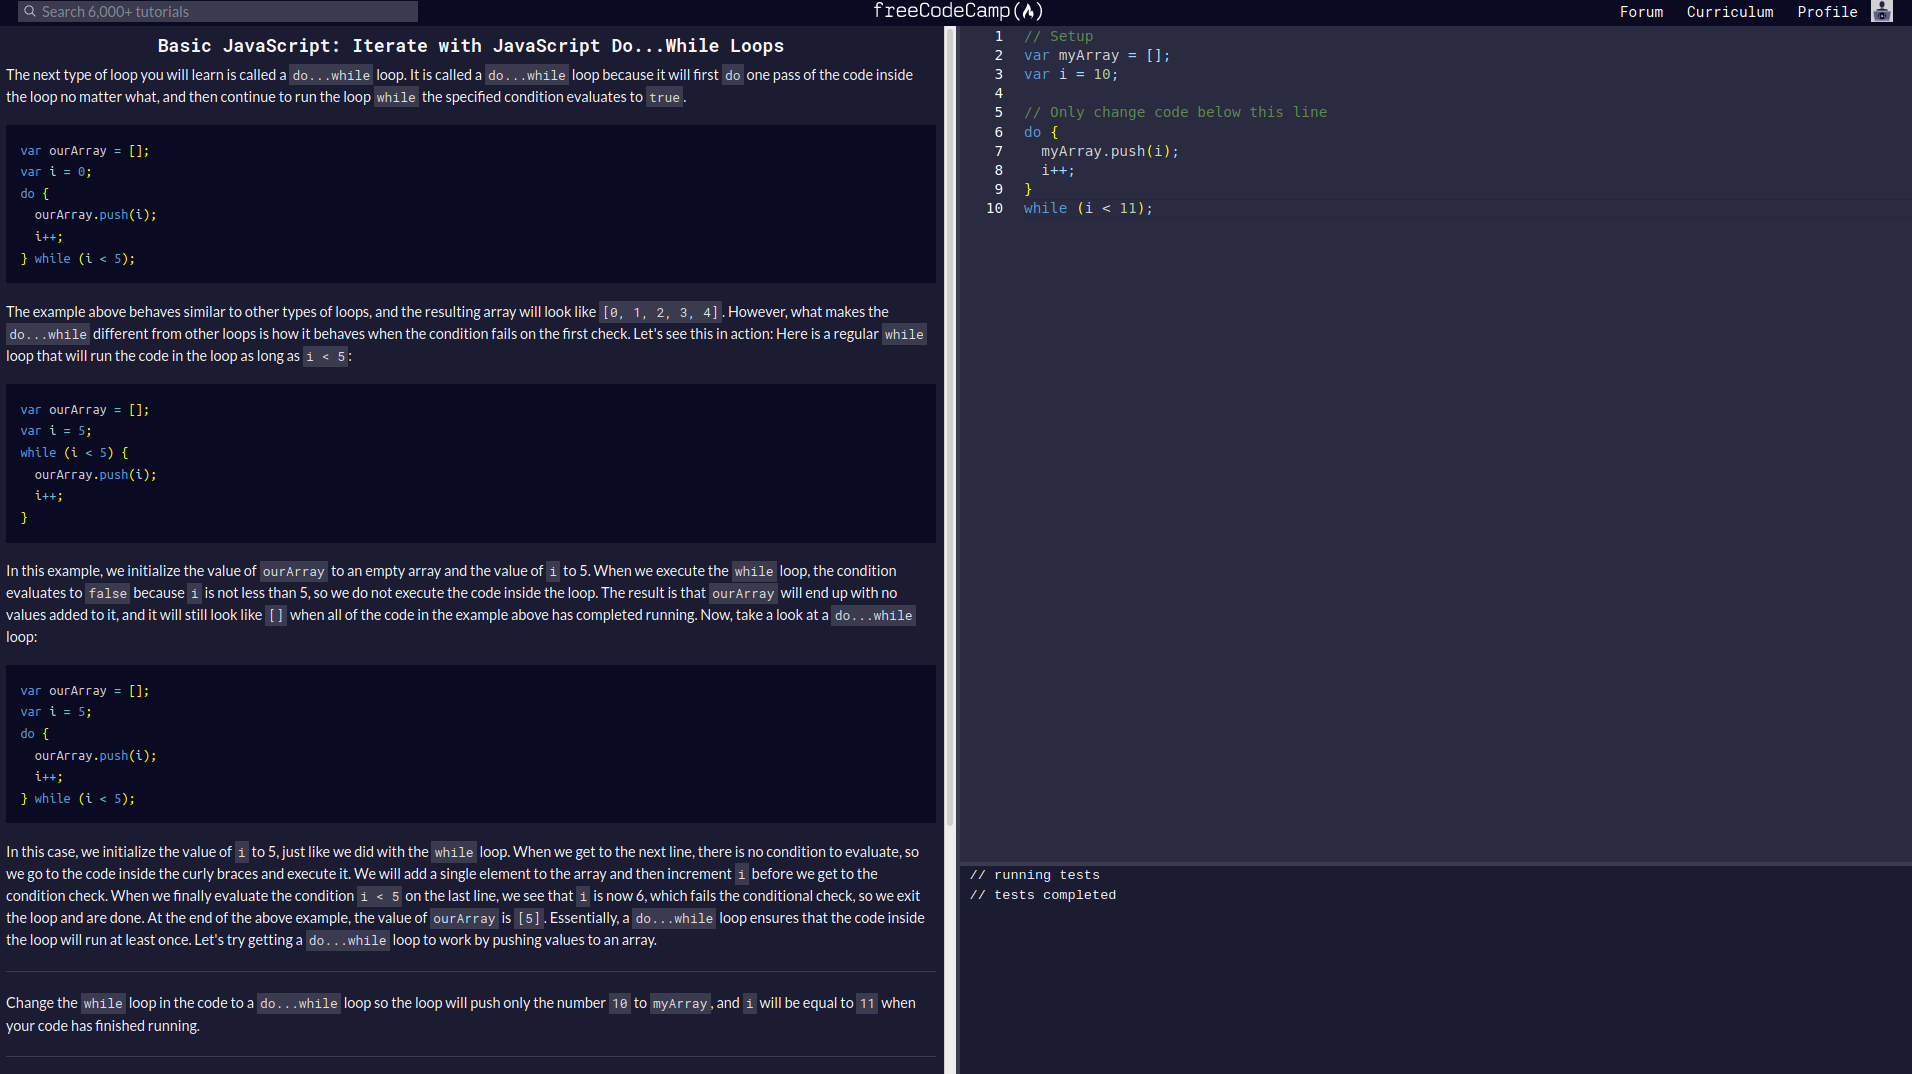 Search 6,000+ tutorials
freeCodeCamp
Forum Curriculum Profile
Basic JavaScript: Iterate with JavaScript Do...While Loops
The next type of loop you will learn is called a do...while loop. It is called a do...while loop because it will first do one pass of the code inside
the loop no matter what, and then continue to run the loop while the specified condition evaluates to true.
var ourArray = [];
var i = 0;
do {
  ourArray.push(i);
  i++;
} while (i < 5);
The example above behaves similar to other types of loops, and the resulting array will look like [0, 1, 2, 3, 4]. However, what makes the
do...while different from other loops is how it behaves when the condition fails on the first check. Let's see this in action: Here is a regular while
loop that will run the code in the loop as long as i < 5:
var ourArray = [];
var i = 5;
while (i < 5) {
  ourArray.push(i);
  i++;
}
In this example, we initialize the value of ourArray to an empty array and the value of i to 5. When we execute the while loop, the condition
evaluates to false because i is not less than 5, so we do not execute the code inside the loop. The result is that ourArray will end up with no
values added to it, and it will still look like [] when all of the code in the example above has completed running. Now, take a look at a do...while
loop:
var ourArray = [];
var i = 5;
do {
  ourArray.push(i);
  i++;
} while (i < 5);
In this case, we initialize the value of i to 5, just like we did with the while loop. When we get to the next line, there is no condition to evaluate, so
we go to the code inside the curly braces and execute it. We will add a single element to the array and then increment i before we get to the
condition check. When we finally evaluate the condition i < 5 on the last line, we see that i is now 6, which fails the conditional check, so we exit
the loop and are done. At the end of the above example, the value of ourArray is [5]. Essentially, a do...while loop ensures that the code inside
the loop will run at least once. Let's try getting a do...while loop to work by pushing values to an array.
Change the while loop in the code to a do...while loop so the loop will push only the number 10 to myArray, and i will be equal to 11 when
your code has finished running.
1 // Setup
2 var myArray = [];
3 var i = 10;
4
5 // Only change code below this line
6 do {
7   myArray.push(i);
8   i++;
9 }
10 while (i < 11);
// running tests
// tests completed